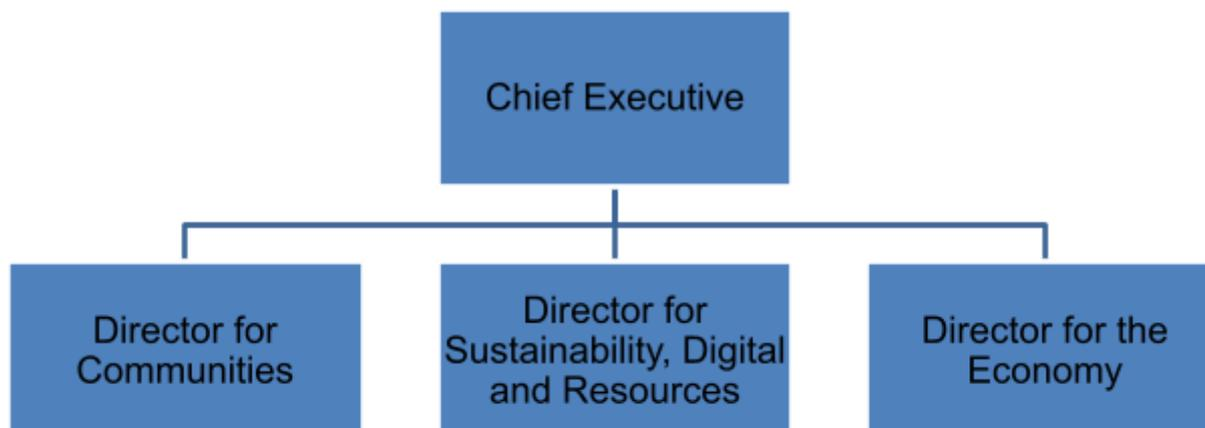 Chief Executive
Director for
Communities
Director for
Sustainability, Digital
and Resources
Director for the
Economy